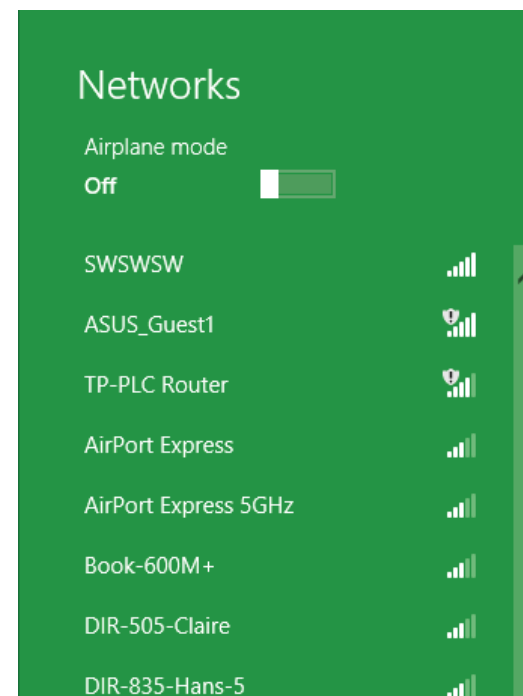 Networks
Airplane mode
Off
SWSWSW
ASUS_Guest1
TP-PLC Router
AirPort Express
AirPort Express 5GHz
Book-600M+
DIR-505-Claire
DIR-835-Hans-5